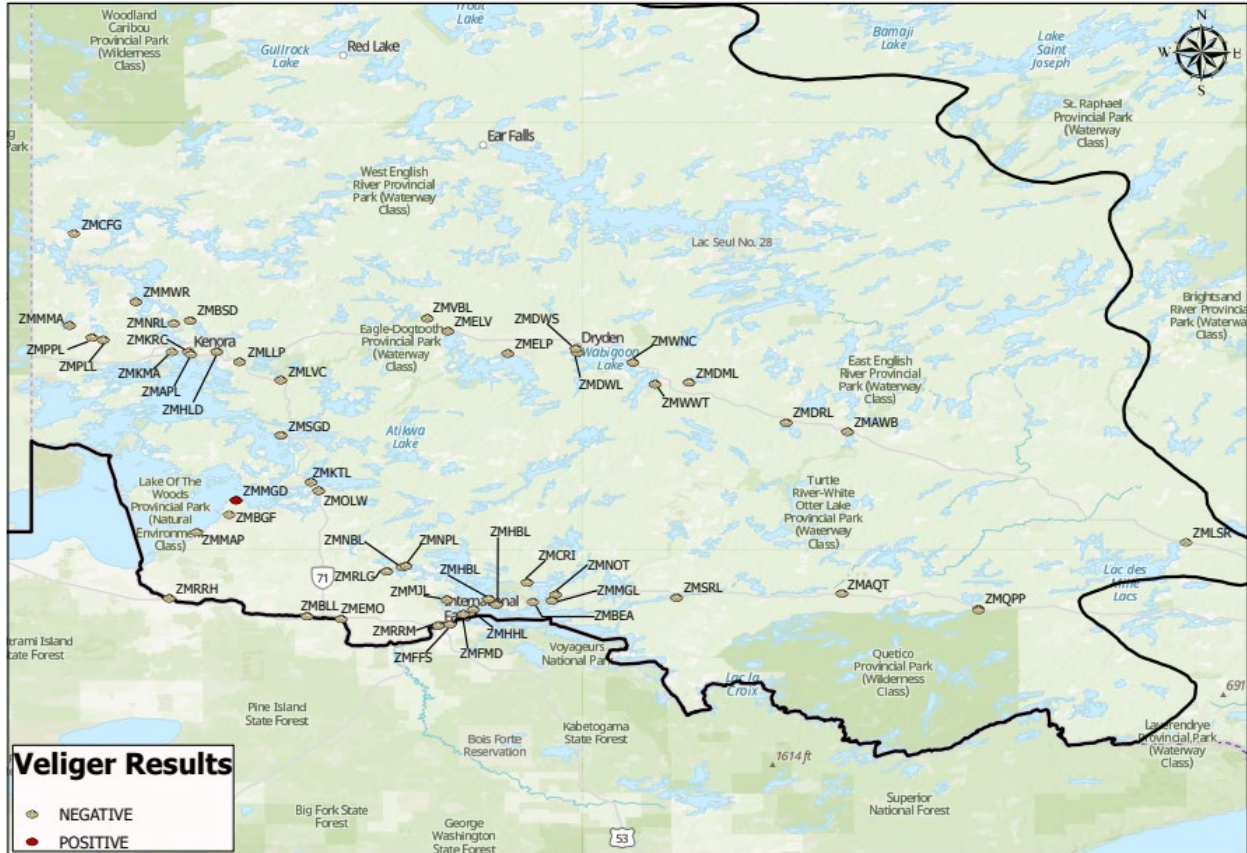 Woodland
Caribou
Provincial Park
(Wilderness
Class)
Gullrock
Lake
Red Lake
Trout
Lake
Bamaji
Lake
Lake
Saint
Joseph
N
W
E
S
St. Raphael
Provincial Park
(Waterway
Class)
Park
Ear Falls
West English
River Provincial
Park (Waterway
Class)
Lac Seul No. 28
ZMCFG
ZMMWR
ZMMMA
ZMNRL
ZMBSD
ZMKRC
Kenora
ZMPPL
ZMPLL
ZMKMA
ZMAPL
ZMHLD
ZMLLP
ZMLVC
ZMVBL
ZMELV
Eagle-Dogtooth
Park (Waterway
Class)
ZMELP
ZMDWS
Dryden
Wabigoon
Lake
ZMDWL
ZMWNC
ZMDML
ZMWWT
East English
River Provincial
Park (Waterway
Class)
Brightsand
River Provincial
Park (Waterway
Class)
ZMDRL
ZMAWB
ZMSGD
Atikwa
Lake
ZMKTL
ZMOLW
Lake Of The
Woods
Provincial Park
(Natural
Environment
Class)
ZMMGD
ZMBGF
ZMMAP
Turtle
River-White
Otter Lake
Provincial Park
(Waterway
Class)
ZMLSR
Lac des
Mille
Lacs
ZMNBL
ZMNPL
ZMHBL
ZMHBL
ZMCRI
ZMNOT
ZMRLG
ZMMJL
ZMMGL
ZMSRL
ZMAQT
ZMQPP
ZMRRH
71
ZMBLL
ZMEMO
International
ZMRRM
ZMFFS
ZMFMD
ZMHHL
ZMBEA
Voyageurs
National Park
Quetico
Provincial Park
(Wilderness
Class)
Lac la
Croix
State Forest
Pine Island
State Forest
Bois Forte
Reservation
Kabetogama
State Forest
1614 ft
691
Laverendrye
Provincial Park
(Waterway
Class)
Superior
National Forest
Big Fork State
Forest
George
Washington
State Forest
53
Veliger Results
NEGATIVE
POSITIVE